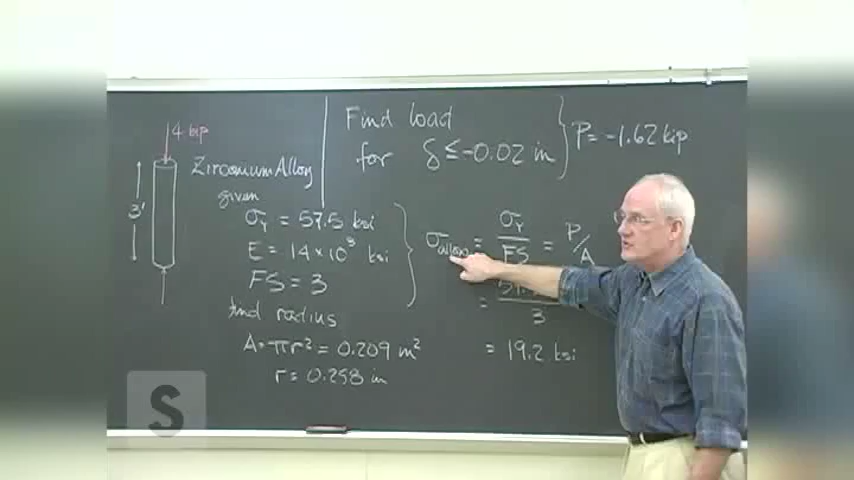 4 kip
3'
Zirconium Alloy
given
σY = 57.5 ksi
E = 14 × 10³ ksi
FS = 3
find radius
A = πr² = 0.209 m²
r = 0.258 in
Find load
for δ ≤ -0.02 in
P = -1.62 kip
σallow = σY / FS = P / A
= 57. / 3
= 19.2 ksi
S